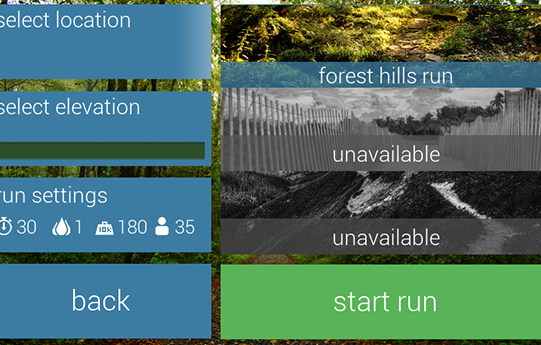 select location
select elevation
run settings
30 1 10k 180 35
back
forest hills run
unavailable
unavailable
start run